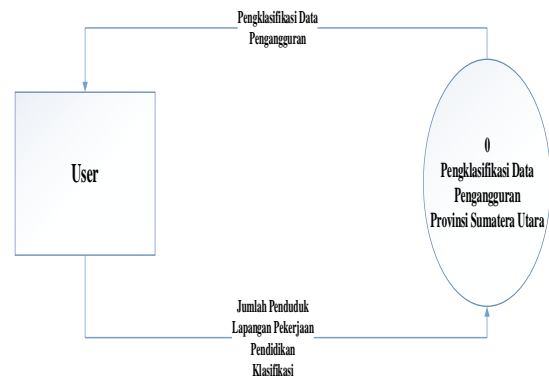 Pengklasifikasi Data
Pengangguran
User
0
Pengklasifikasi Data
Pengangguran
Provinsi Sumatera Utara
Jumlah Penduduk
Lapangan Pekerjaan
Pendidikan
Klasifikasi